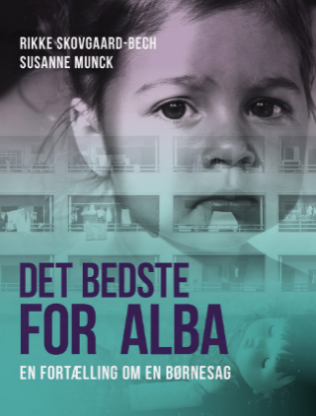 RIKKE SKOVGAARD-BECH
SUSANNE MUNCK
DET BEDSTE
FOR ALBA
EN FORTÆLLING OM EN BØRNESAG